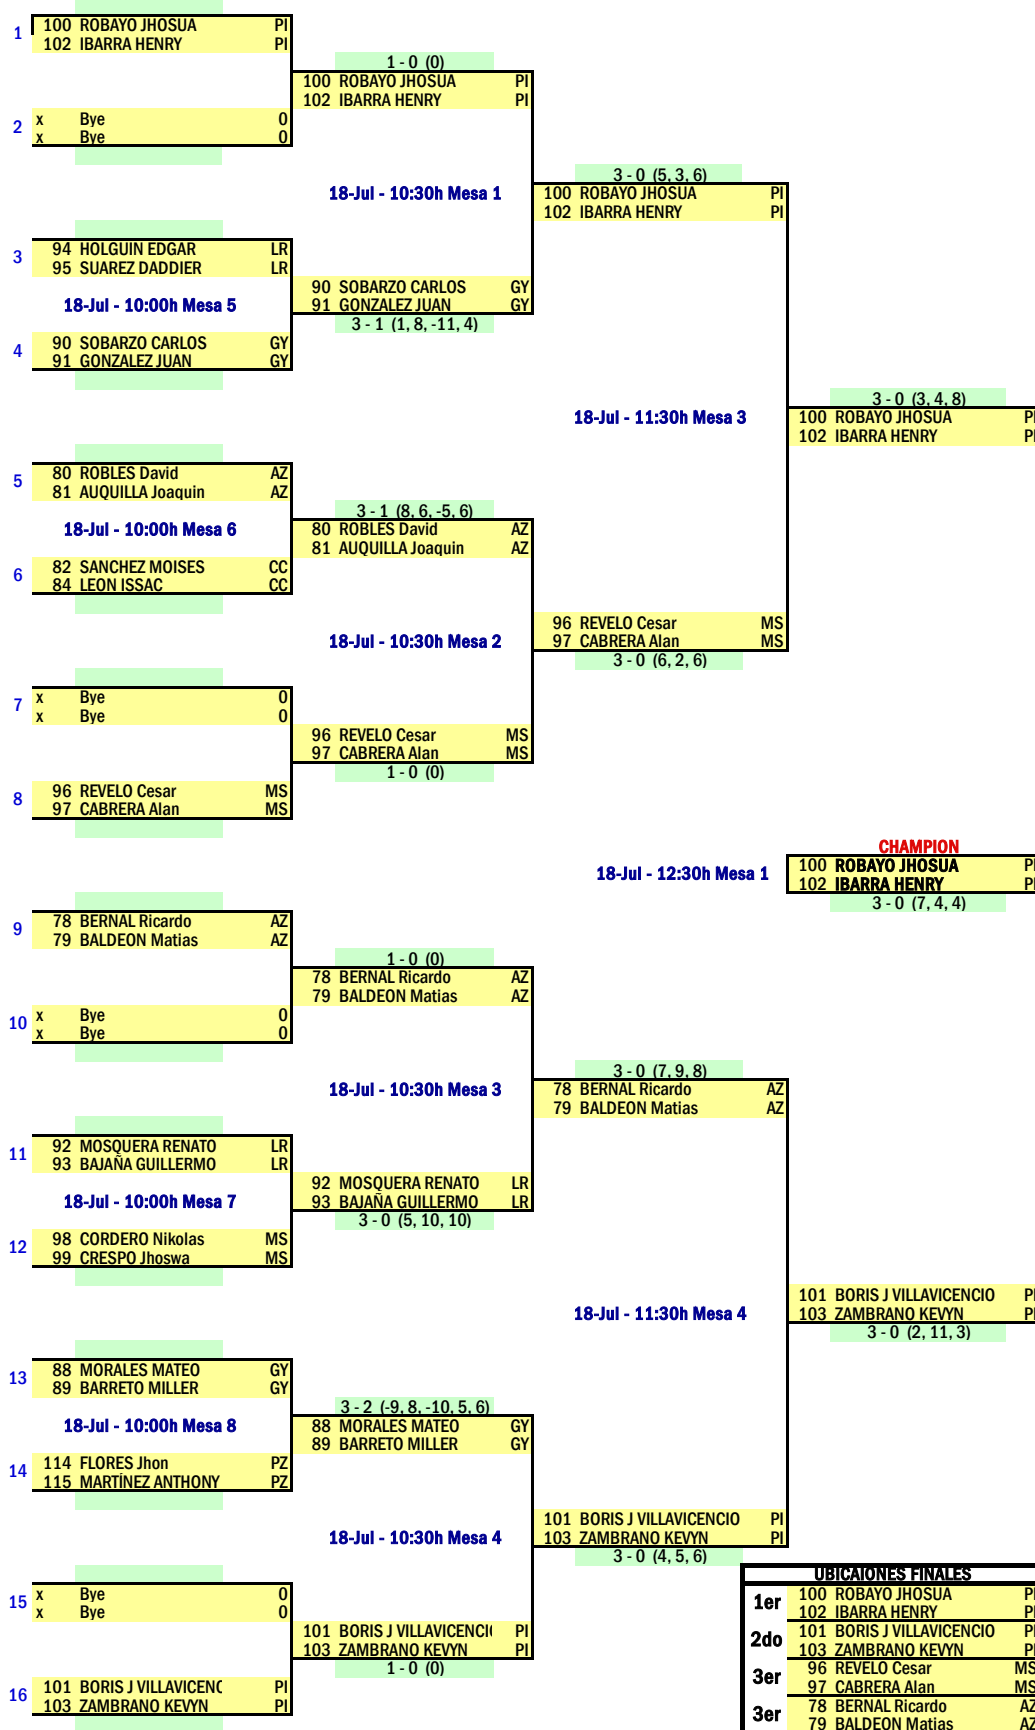 1 100 ROBAYO JHOSUA PI
102 IBARRA HENRY PI
1 - 0 (0)
100 ROBAYO JHOSUA PI
102 IBARRA HENRY PI
2 x Bye 0
x Bye 0
3 - 0 (5, 3, 6)
18-Jul - 10:30h Mesa 1
100 ROBAYO JHOSUA PI
102 IBARRA HENRY PI
3 94 HOLGUIN EDGAR LR
95 SUAREZ DADDIER LR
18-Jul - 10:00h Mesa 5
90 SOBARZO CARLOS GY
91 GONZALEZ JUAN GY
3 - 1 (1, 8, -11, 4)
4 90 SOBARZO CARLOS GY
91 GONZALEZ JUAN GY
3 - 0 (3, 4, 8)
18-Jul - 11:30h Mesa 3
100 ROBAYO JHOSUA PI
102 IBARRA HENRY PI
5 80 ROBLES David AZ
81 AUQUILLA Joaquin AZ
3 - 1 (8, 6, -5, 6)
18-Jul - 10:00h Mesa 6
80 ROBLES David AZ
81 AUQUILLA Joaquin AZ
6 82 SANCHEZ MOISES CC
84 LEON ISSAC CC
96 REVELO Cesar MS
97 CABRERA Alan MS
18-Jul - 10:30h Mesa 2
3 - 0 (6, 2, 6)
7 x Bye 0
x Bye 0
96 REVELO Cesar MS
97 CABRERA Alan MS
1 - 0 (0)
8 96 REVELO Cesar MS
97 CABRERA Alan MS
CHAMPION
18-Jul - 12:30h Mesa 1
100 ROBAYO JHOSUA PI
102 IBARRA HENRY PI
3 - 0 (7, 4, 4)
9 78 BERNAL Ricardo AZ
79 BALDEON Matias AZ
1 - 0 (0)
78 BERNAL Ricardo AZ
79 BALDEON Matias AZ
10 x Bye 0
x Bye 0
3 - 0 (7, 9, 8)
18-Jul - 10:30h Mesa 3
78 BERNAL Ricardo AZ
79 BALDEON Matias AZ
11 92 MOSQUERA RENATO LR
93 BAJAÑA GUILLERMO LR
18-Jul - 10:00h Mesa 7
92 MOSQUERA RENATO LR
93 BAJAÑA GUILLERMO LR
3 - 0 (5, 10, 10)
12 98 CORDERO Nikolas MS
99 CRESPO Jhoswa MS
101 BORIS J VILLAVICENCIO PI
103 ZAMBRANO KEVYN PI
18-Jul - 11:30h Mesa 4
3 - 0 (2, 11, 3)
13 88 MORALES MATEO GY
89 BARRETO MILLER GY
3 - 2 (-9, 8, -10, 5, 6)
18-Jul - 10:00h Mesa 8
88 MORALES MATEO GY
89 BARRETO MILLER GY
14 114 FLORES Jhon PZ
115 MARTÍNEZ ANTHONY PZ
101 BORIS J VILLAVICENCIO PI
103 ZAMBRANO KEVYN PI
18-Jul - 10:30h Mesa 4
3 - 0 (4, 5, 6)
15 x Bye 0
x Bye 0
101 BORIS J VILLAVICENCI PI
103 ZAMBRANO KEVYN PI
1 - 0 (0)
16 101 BORIS J VILLAVICENC PI
103 ZAMBRANO KEVYN PI
UBICAIONES FINALES
1er 100 ROBAYO JHOSUA PI
102 IBARRA HENRY PI
2do 101 BORIS J VILLAVICENCIO PI
103 ZAMBRANO KEVYN PI
3er 96 REVELO Cesar MS
97 CABRERA Alan MS
3er 78 BERNAL Ricardo AZ
79 BALDEON Matias AZ